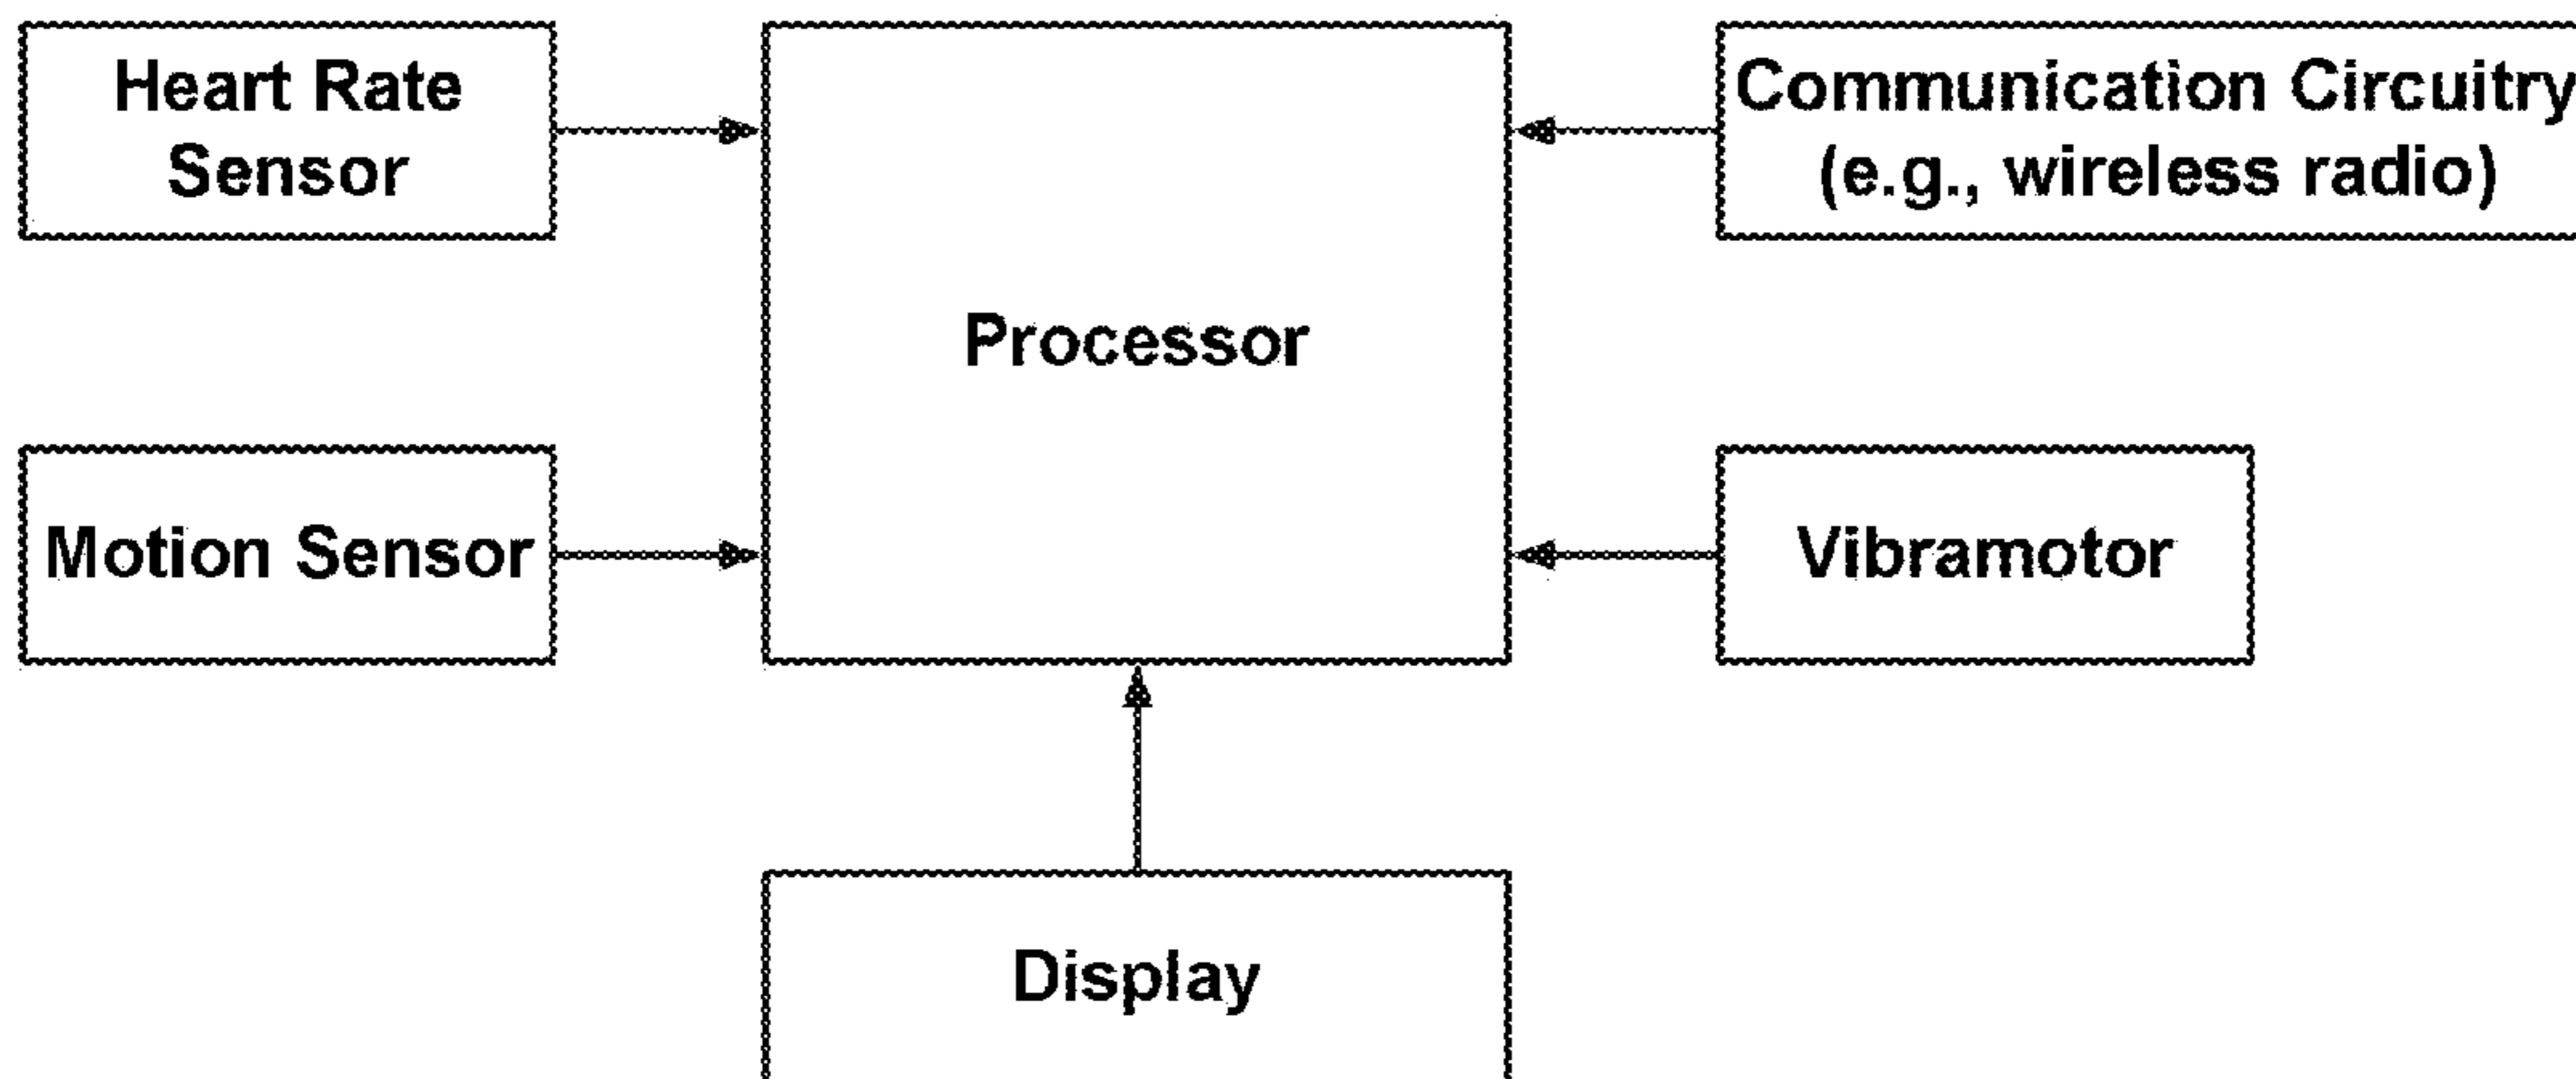 Heart Rate
Sensor
Processor
Communication Circuitry
(e.g., wireless radio)
Motion Sensor
Vibramotor
Display